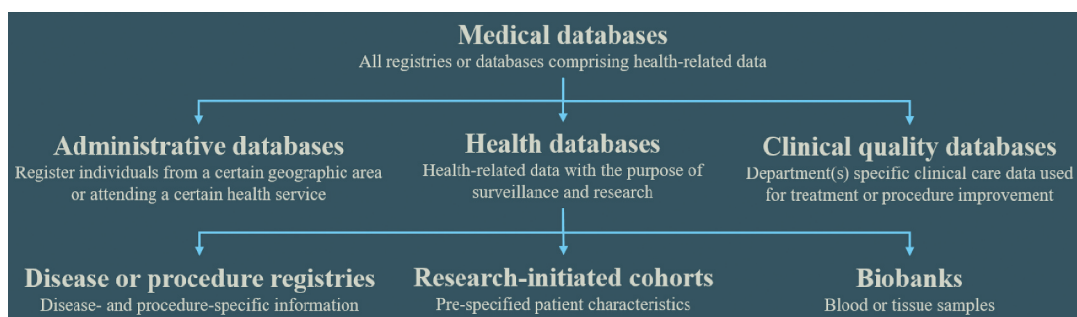 Medical databases
All registries or databases comprising health-related data
Administrative databases
Register individuals from a certain geographic area
or attending a certain health service
Health databases
Health-related data with the purpose of
surveillance and research
Clinical quality databases
Department(s) specific clinical care data used
for treatment or procedure improvement
Disease or procedure registries
Disease- and procedure-specific information
Research-initiated cohorts
Pre-specified patient characteristics
Biobanks
Blood or tissue samples